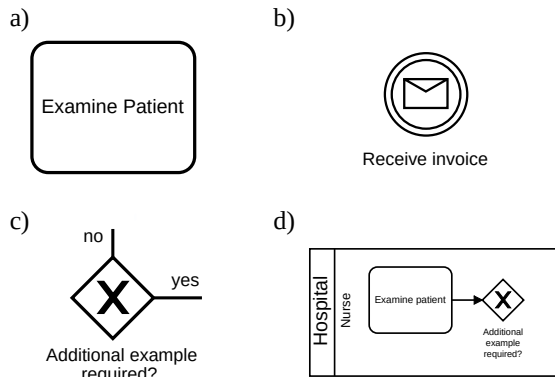 a)
Examine Patient
b)
Receive invoice
c)
no
yes
X
Additional example
required?
d)
Hospital
Nurse
Examine patient
X
Additional
example
required?